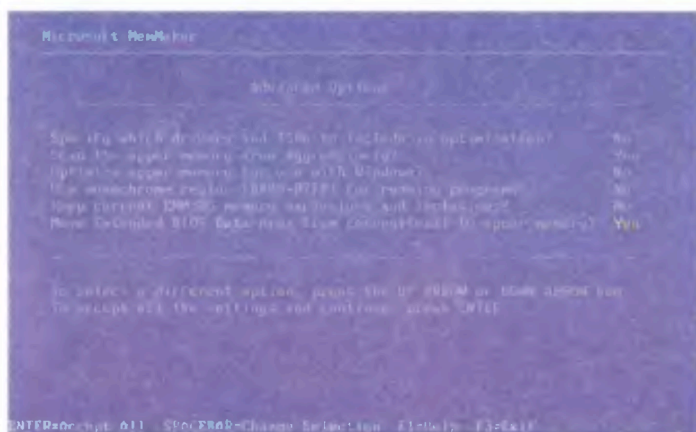 Microsoft MemMaker
Advanced Options
Specify which drivers and TSRs to include in optimization? No
Scan the upper memory area aggressively? Yes
Optimize upper memory for use with Windows? No
Use monochrome region (B000-B7FF) for running programs? No
Keep current EMM386 memory exclusions and inclusions? No
Move Extended BIOS Data Area from conventional to upper memory? Yes
To select a different option, press the UP ARROW or DOWN ARROW key.
To accept all the settings and continue, press ENTER.
ENTER=Accept All SPACEBAR=Change Selection F1=Help F3=Exit